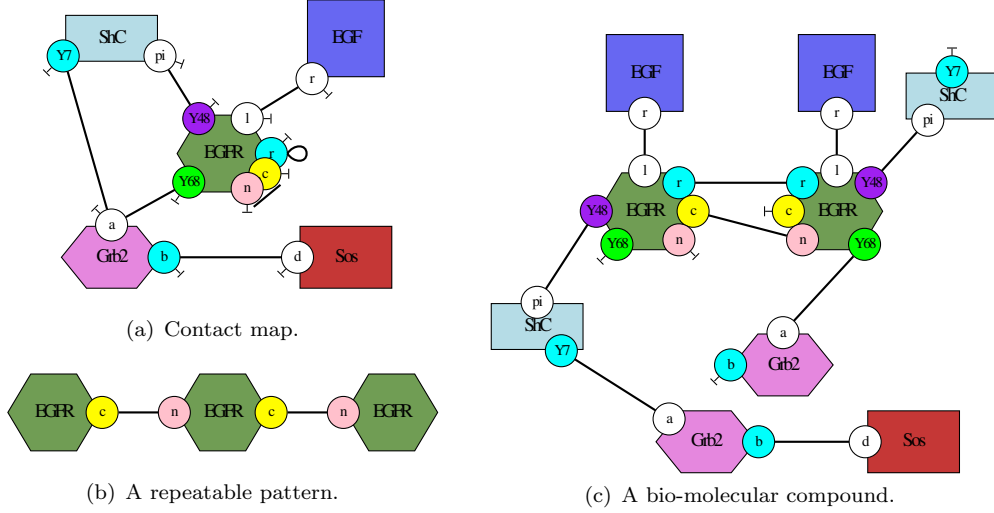 ShC
EGF
Y7
pi
r
Y48
l
EGFR
r
c
Y68
n
a
Grb2
b
d
Sos
(a) Contact map.
EGFR
c
n
EGFR
c
n
EGFR
(b) A repeatable pattern.
EGF
EGF
Y7
ShC
r
r
pi
l
l
r
r
Y48
Y48
EGFR
c
c
EGFR
Y68
n
n
Y68
pi
ShC
Y7
a
b
Grb2
a
Grb2
b
d
Sos
(c) A bio-molecular compound.